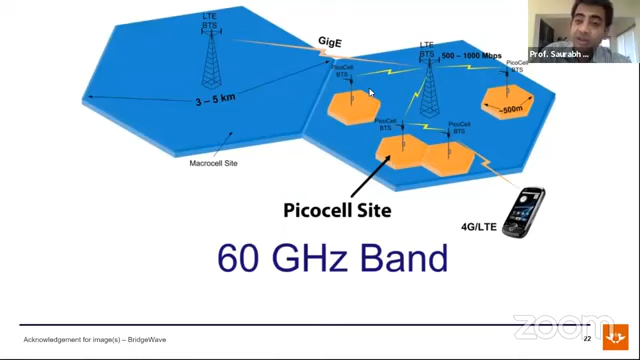 LTE
BTS
GigE
3 – 5 km
Macrocell Site
LTE
BTS
500 – 1000 Mbps
PicoCell
BTS
PicoCell
BTS
~500m
PicoCell
BTS
PicoCell
BTS
Picocell Site
4G/LTE
60 GHz Band
Acknowledgement for image(s) – BridgeWave
22
zoom
Prof. Saurabh ...